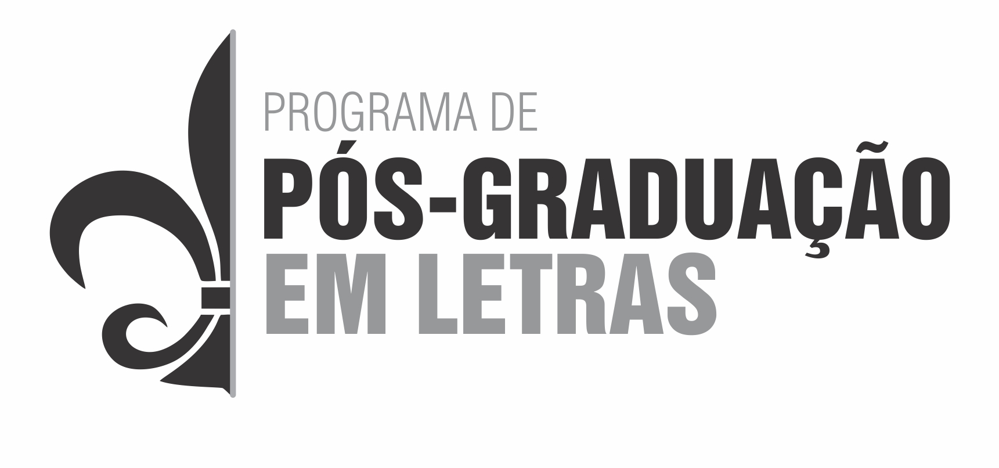 PROGRAMA DE
PÓS-GRADUAÇÃO
EM LETRAS